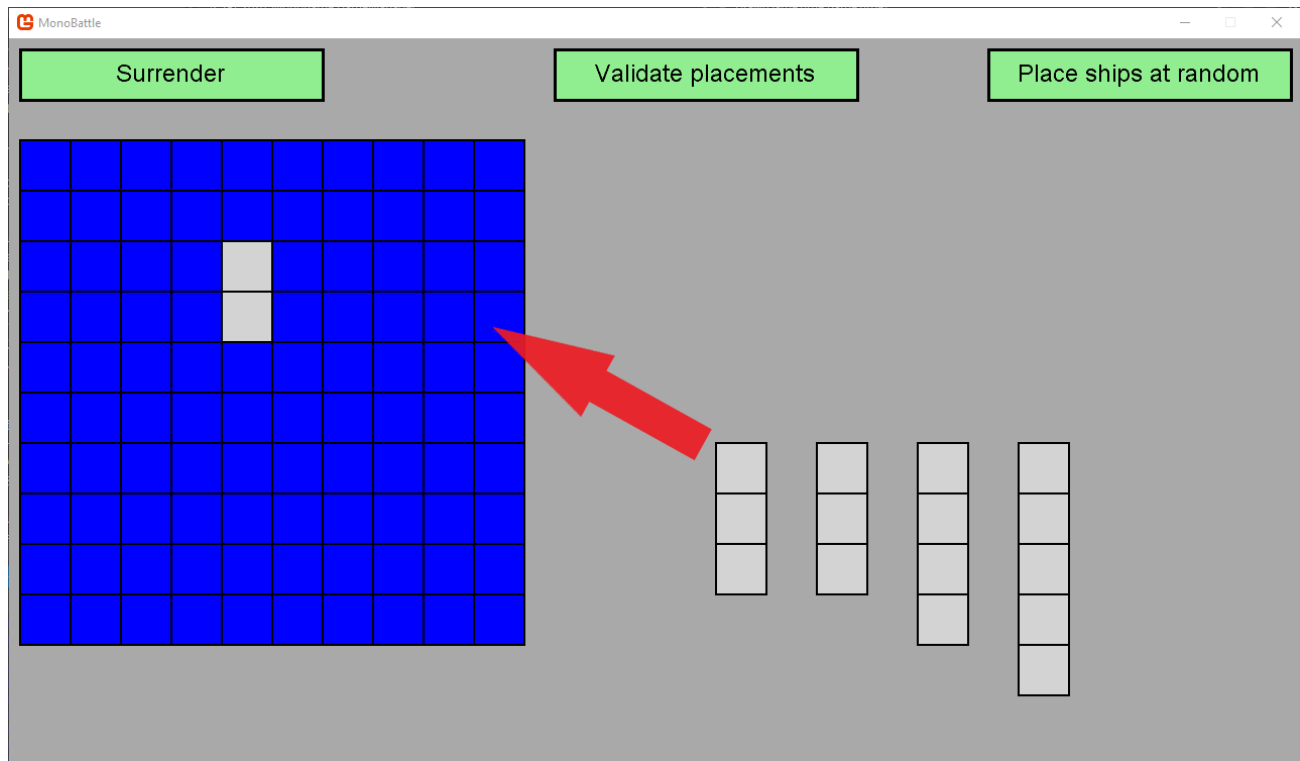 MonoBattle
Surrender
Validate placements
Place ships at random